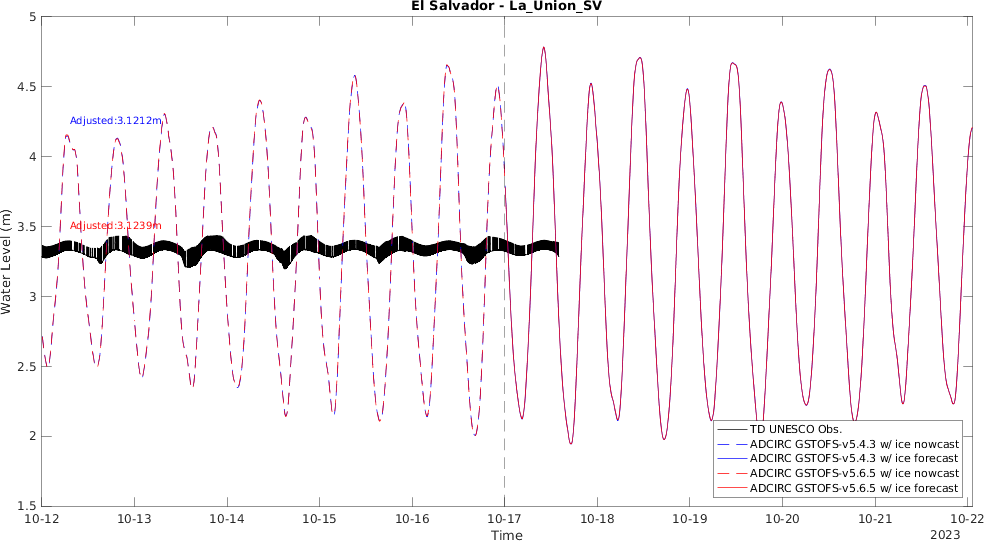 El Salvador - La_Union_SV
5
4.5
4
3.5
3
2.5
2
1.5
Water Level (m)
Adjusted:3.1212m
Adjusted:3.1239m
TD UNESCO Obs.
ADCIRC GSTOFS-v5.4.3 w/ ice nowcast
ADCIRC GSTOFS-v5.4.3 w/ ice forecast
ADCIRC GSTOFS-v5.6.5 w/ ice nowcast
ADCIRC GSTOFS-v5.6.5 w/ ice forecast
10-12 10-13 10-14 10-15 10-16 10-17 10-18 10-19 10-20 10-21 10-22
Time
2023